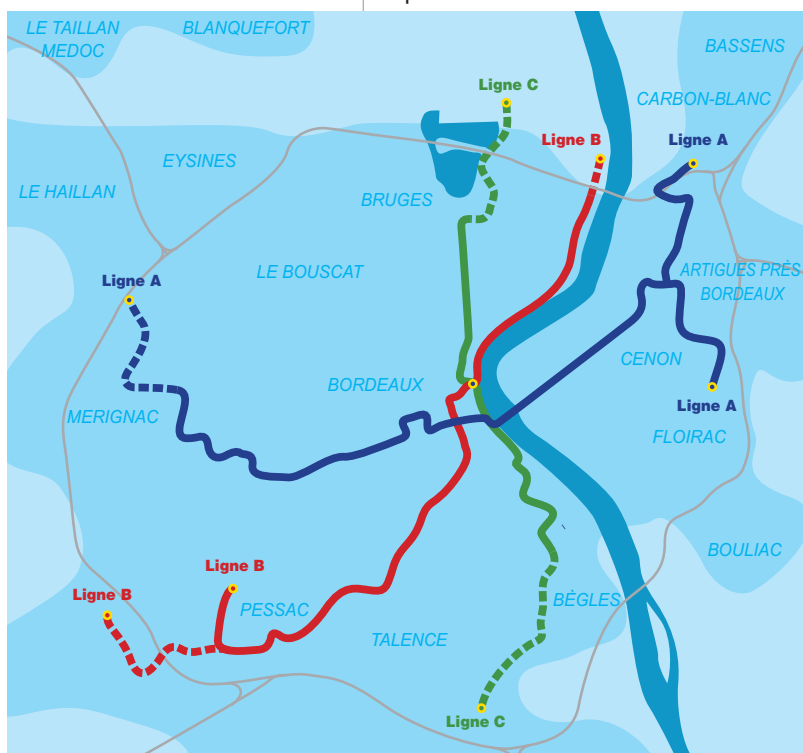 LE TAILLAN
MEDOC
BLANQUEFORT
BASSENS
Ligne C
CARBON-BLANC
Ligne B
Ligne A
EYSINES
LE HAILLAN
BRUGES
LE BOUSCAT
Ligne A
ARTIGUES PRÈS
BORDEAUX
CENON
BORDEAUX
MERIGNAC
Ligne A
FLOIRAC
BOULIAC
Ligne B
Ligne B
PESSAC
BÈGLES
TALENCE
Ligne C